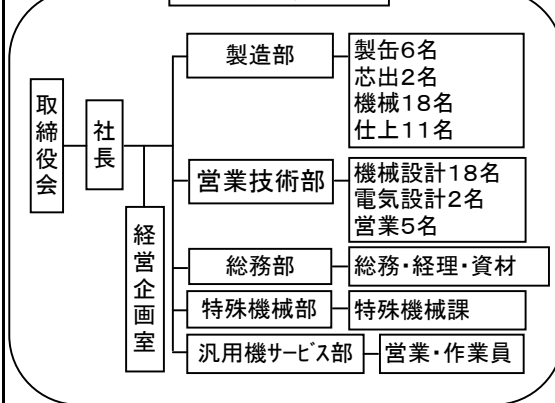 取締役会
社長
経営企画室
製造部
製缶6名
芯出2名
機械18名
仕上11名
営業技術部
機械設計18名
電気設計2名
営業5名
総務部
総務・経理・資材
特殊機械部
特殊機械課
汎用機サービス部
営業・作業員